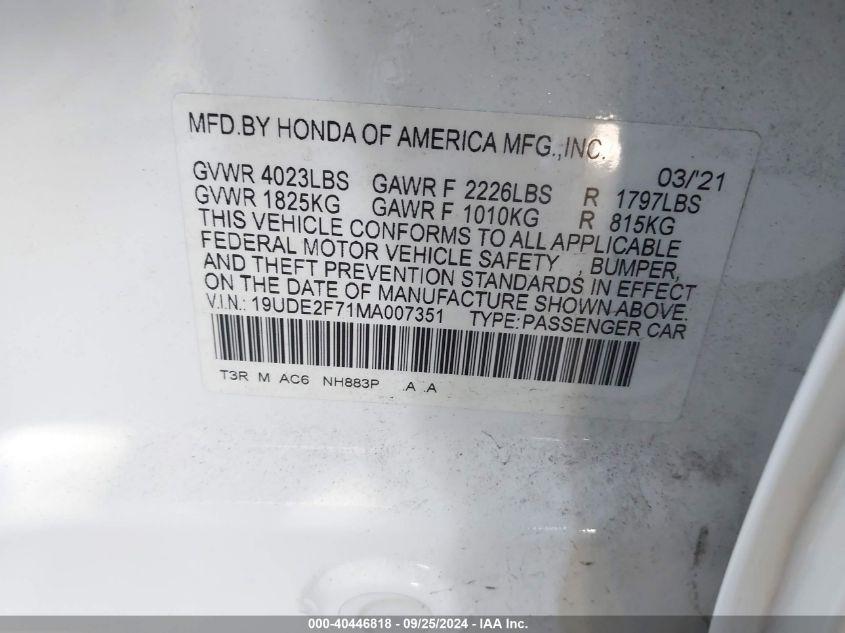 MFD.BY HONDA OF AMERICA MFG.,INC. 03/'21
GVWR 4023LBS GAWR F 2226LBS R 1797LBS
GVWR 1825KG GAWR F 1010KG R 815KG
THIS VEHICLE CONFORMS TO ALL APPLICABLE
FEDERAL MOTOR VEHICLE SAFETY , BUMPER,
AND THEFT PREVENTION STANDARDS IN EFFECT
ON THE DATE OF MANUFACTURE SHOWN ABOVE.
V.I.N.: 19UDE2F71MA007351 TYPE:PASSENGER CAR
T3R M AC6 NH883P .A .A
000-40446818 - 09/25/2024 - IAA Inc.